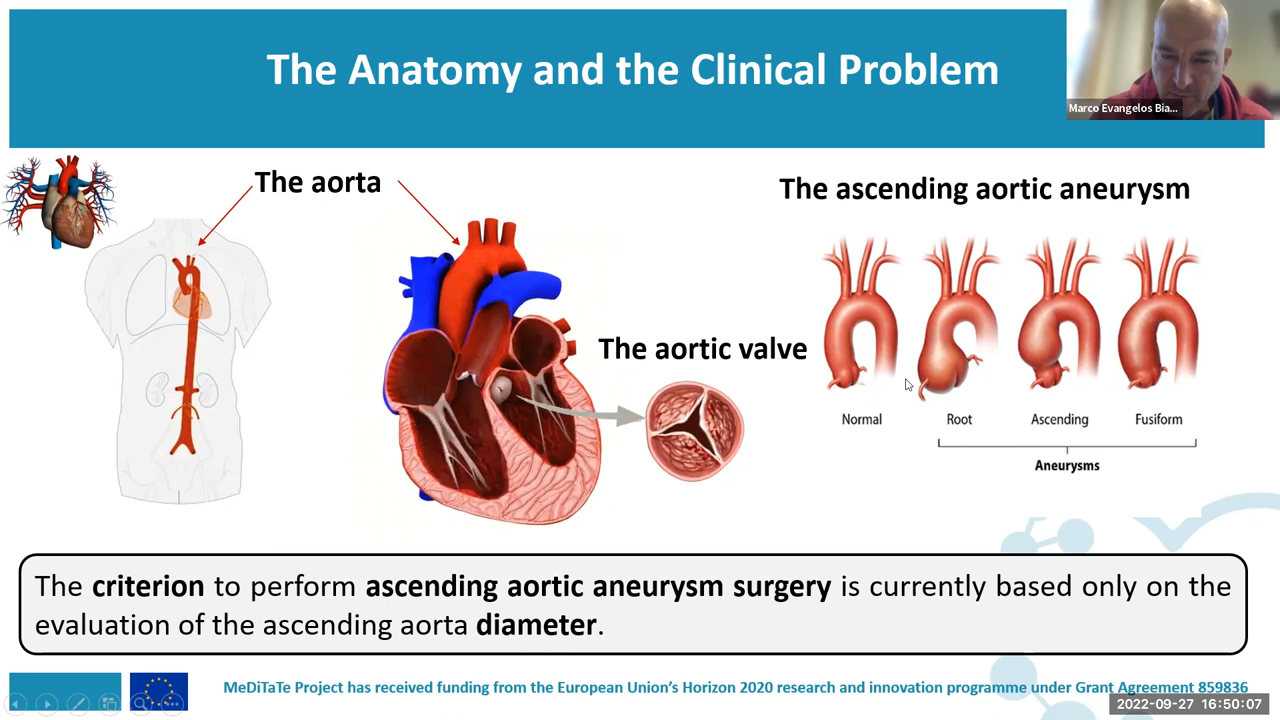 The Anatomy and the Clinical Problem
Marco Evangelos Bia...
The aorta
The ascending aortic aneurysm
The aortic valve
Normal
Root
Ascending
Fusiform
Aneurysms
The criterion to perform ascending aortic aneurysm surgery is currently based only on the
evaluation of the ascending aorta diameter.
MeDiTaTe Project has received funding from the European Union's Horizon 2020 research and innovation programme under Grant Agreement 859836
2022-09-27 16:50:07